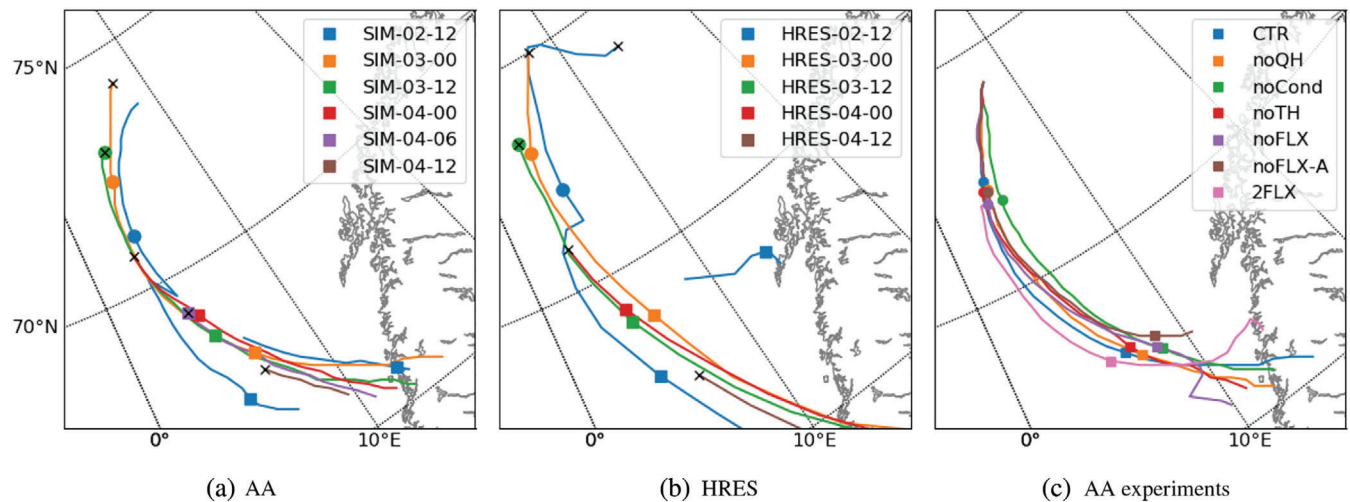 75°N
70°N
SIM-02-12
SIM-03-00
SIM-03-12
SIM-04-00
SIM-04-06
SIM-04-12
0°
10°E
(a) AA
HRES-02-12
HRES-03-00
HRES-03-12
HRES-04-00
HRES-04-12
0°
10°E
(b) HRES
CTR
noQH
noCond
noTH
noFLX
noFLX-A
2FLX
0°
10°E
(c) AA experiments